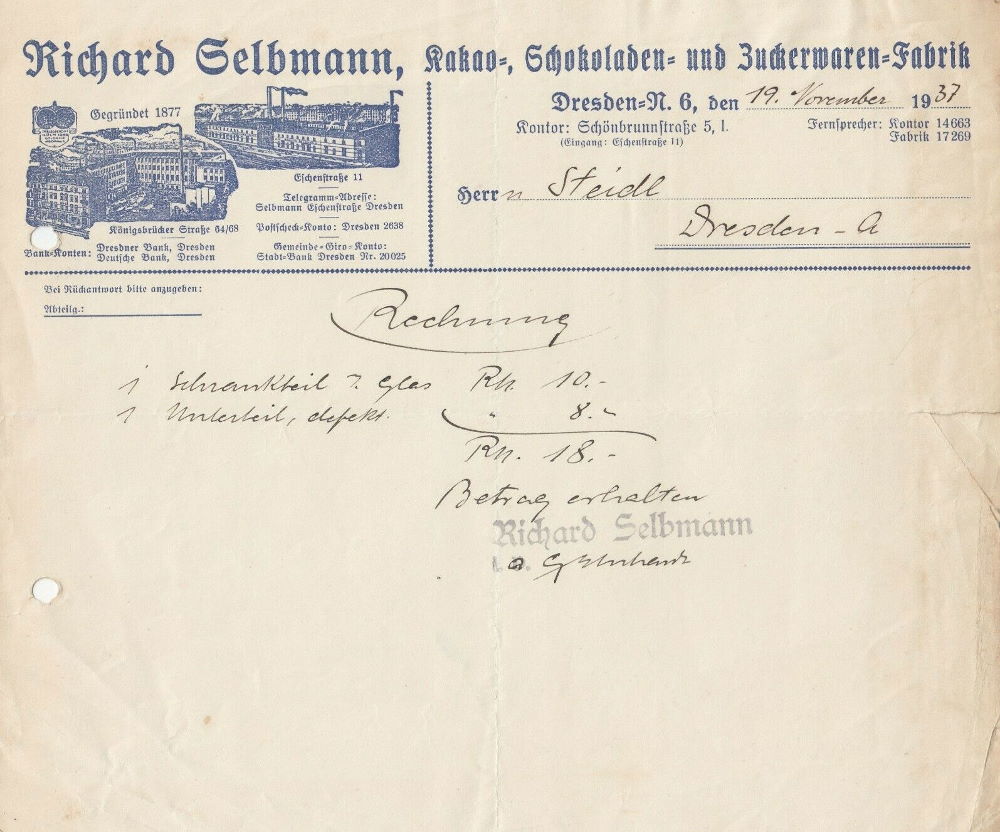 Richard Selbmann, Kakao-, Schokoladen- und Zuckerwaren-Fabrik
Gegründet 1877
Eschenstraße 11
Telegramm-Adresse:
Selbmann Eschenstraße Dresden
Postscheck-Konto: Dresden 2638
Königsbrücker Straße 64/68
Bank-Konten: Dresdner Bank, Dresden
Deutsche Bank, Dresden
Gemeinde-Giro-Konto:
Stadt-Bank Dresden Nr. 20025
Dresden-N. 6, den 19. November 1937
Kontor: Schönbrunnstraße 5, I.
(Eingang: Eschenstraße 11)
Fernsprecher: Kontor 14663
Fabrik 17269
Herrn Steidl
Dresden-A
Bei Rückantwort bitte anzugeben:
Abteilg.:
Rechnung
1 Schrankteil Glas RM. 10.-
1 Unterteil, defekt. " 8.-
RM. 18.-
Betrag erhalten
Richard Selbmann